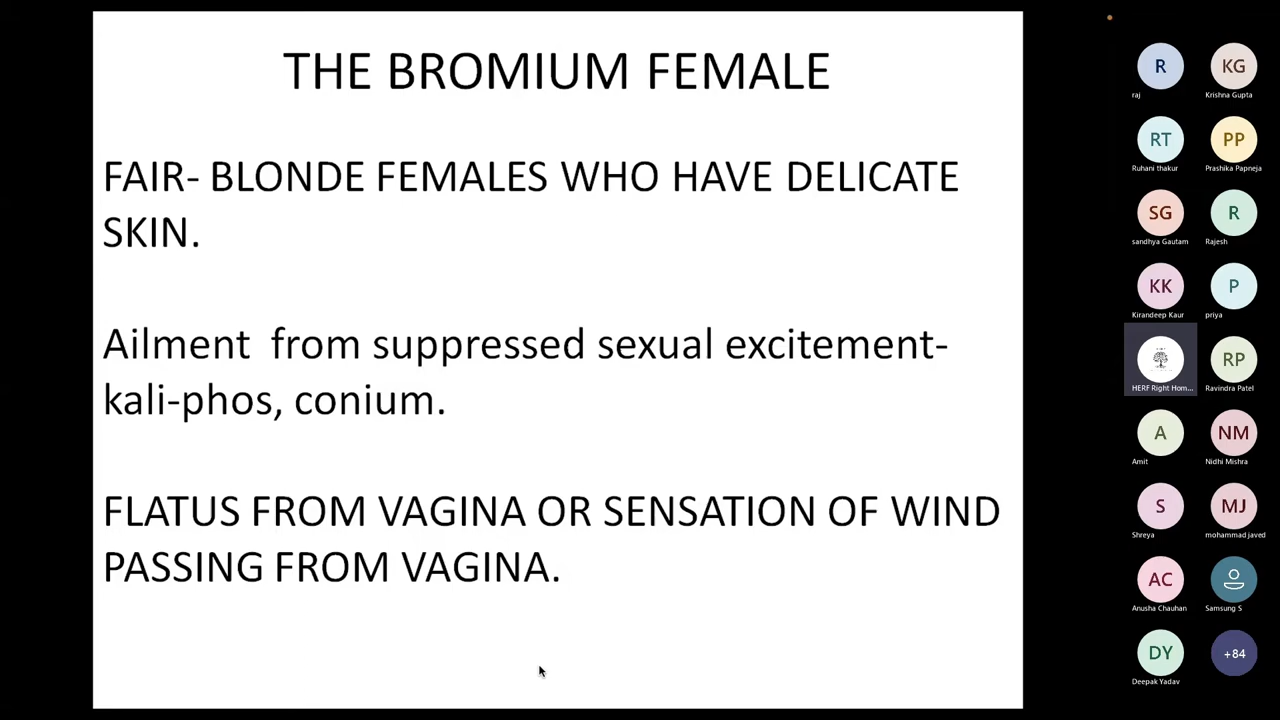 THE BROMIUM FEMALE
FAIR- BLONDE FEMALES WHO HAVE DELICATE
SKIN.
Ailment  from suppressed sexual excitement-
kali-phos, conium.
FLATUS FROM VAGINA OR SENSATION OF WIND
PASSING FROM VAGINA.
R KG
raj Krishna Gupta
RT PP
Ruhani thakur Prashika Papneja
SG R
sandhya Gautam Rajesh
KK P
Kirandeep Kaur priya
RP
HERF Right Hom... Ravindra Patel
A NM
Amit Nidhi Mishra
S MJ
Shreya mohammad javed
AC
Anusha Chauhan Samsung S
DY +84
Deepak Yadav